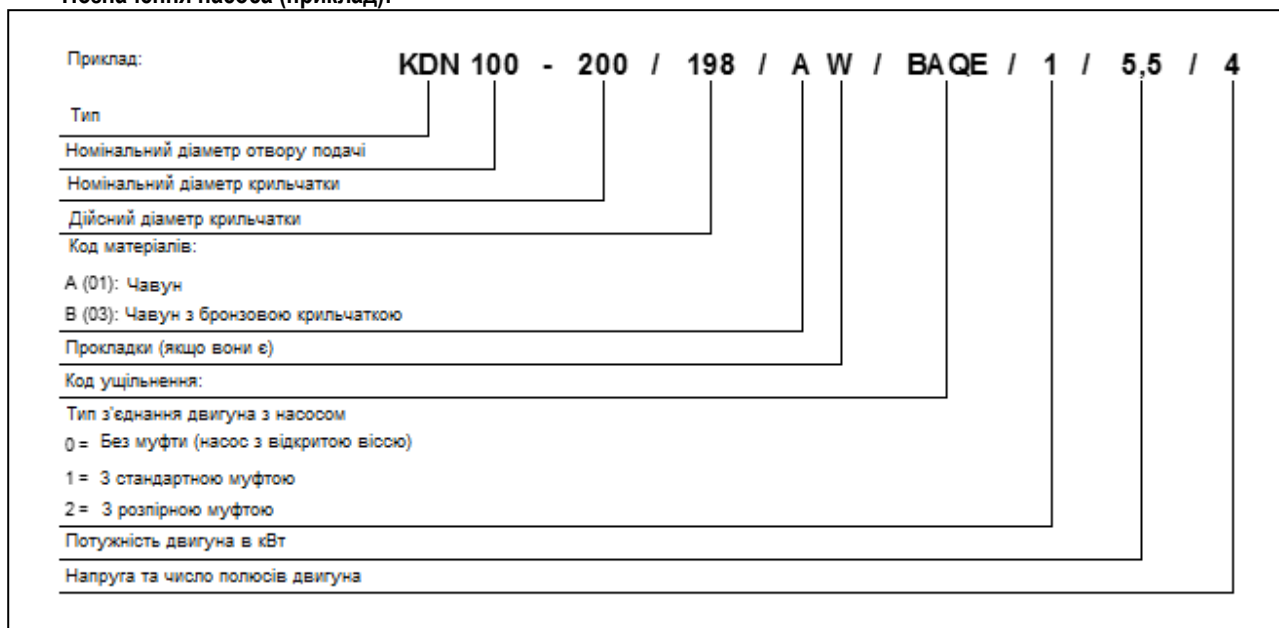 Позначення насоса (приклад):
Приклад: KDN 100 - 200 / 198 / A W / BAQE / 1 / 5,5 / 4
Тип
Номінальний діаметр отвору подачі
Номінальний діаметр крильчатки
Дійсний діаметр крильчатки
Код матеріалів:
A (01): Чавун
B (03): Чавун з бронзовою крильчаткою
Прокладки (якщо вони є)
Код ущільнення:
Тип з'єднання двигуна з насосом
0 = Без муфти (насос з відкритою віссю)
1 = З стандартною муфтою
2 = З розпірною муфтою
Потужність двигуна в кВт
Напруга та число полюсів двигуна